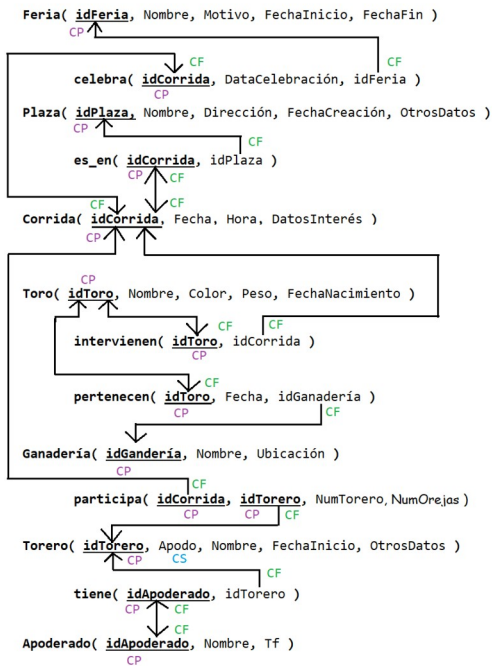 Feria( idFeria, Nombre, Motivo, FechaInicio, FechaFin )
CP
CF
CF
celebra( idCorrida, DataCelebración, idFeria )
CP
Plaza( idPlaza, Nombre, Dirección, FechaCreación, OtrosDatos )
CP
CF
es_en( idCorrida, idPlaza )
CP CF
CF CF
Corrida( idCorrida, Fecha, Hora, DatosInterés )
CP
CP
Toro( idToro, Nombre, Color, Peso, FechaNacimiento )
CF CF
intervienen( idToro, idCorrida )
CP
CF
pertenecen( idToro, Fecha, idGanadería )
CP CF
Ganadería( idGandería, Nombre, Ubicación )
CP
CF
participa( idCorrida, idTorero, NumTorero, NumOrejas )
CP CP CF
Torero( idTorero, Apodo, Nombre, FechaInicio, OtrosDatos )
CP CS
CF
tiene( idApoderado, idTorero )
CP CF
CF
Apoderado( idApoderado, Nombre, Tf )
CP